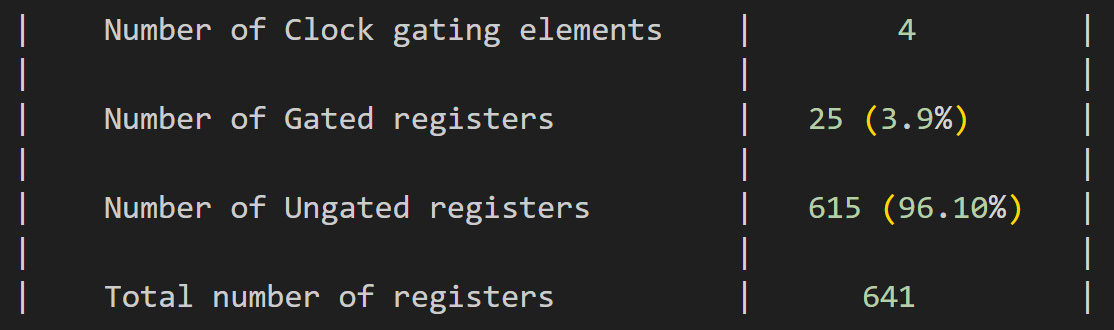 | Number of Clock gating elements | 4 |
| | |
| Number of Gated registers | 25 (3.9%) |
| | |
| Number of Ungated registers | 615 (96.10%) |
| | |
| Total number of registers | 641 |